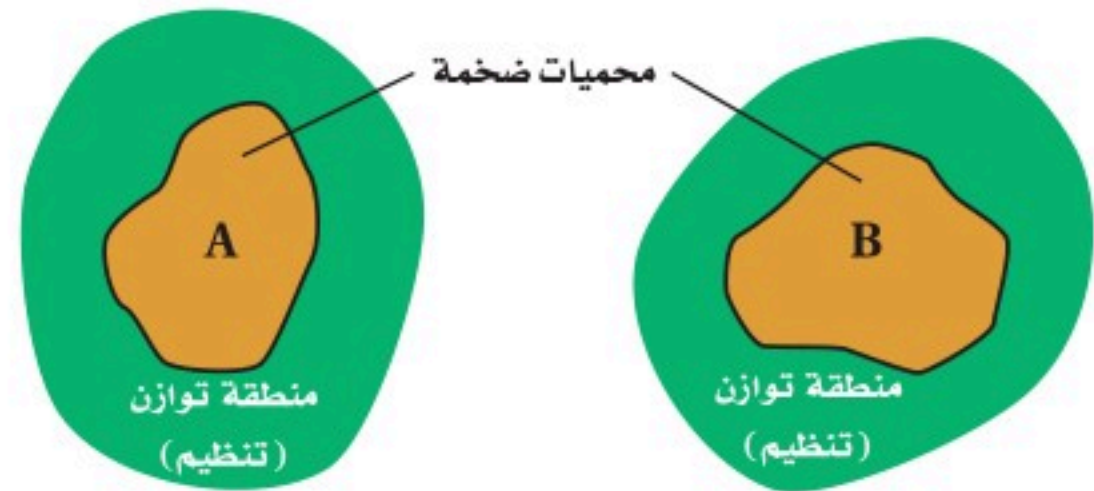 محميات ضخمة
A
B
منطقة توازن
(تنظيم)
منطقة توازن
(تنظيم)